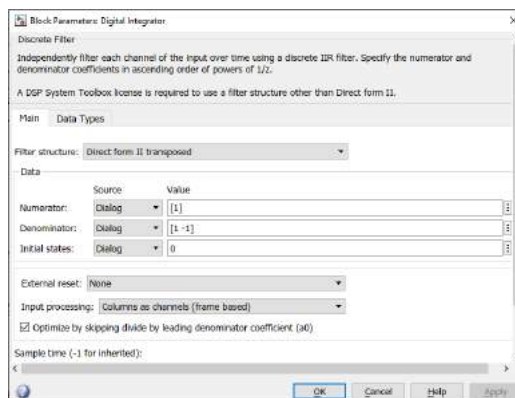 Block Parameters: Digital Integrator
Discrete Filter
Independently filter each channel of the input over time using a discrete IIR filter. Specify the numerator and
denominator coefficients in ascending order of powers of 1/z.
A DSP System Toolbox license is required to use a filter structure other than Direct form II.
Main Data Types
Filter structure: Direct form II transposed
Data
Source Value
Numerator: Dialog [1]
Denominator: Dialog [1 -1]
Initial states: Dialog 0
External reset: None
Input processing: Columns as channels (frame based)
Optimize by skipping divide by leading denominator coefficient (a0)
Sample time (-1 for inherited):
OK Cancel Help Apply